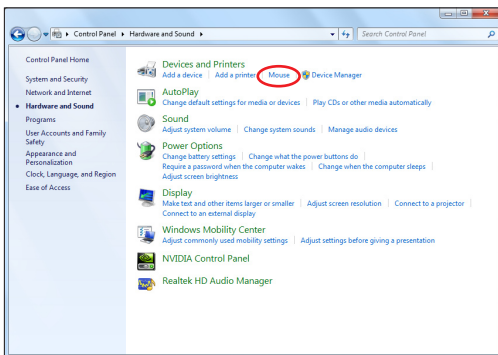 Control Panel ▸ Hardware and Sound ▸
Search Control Panel
Control Panel Home
System and Security
Network and Internet
Hardware and Sound
Programs
User Accounts and Family
Safety
Appearance and
Personalization
Clock, Language, and Region
Ease of Access
Devices and Printers
Add a device | Add a printer | Mouse | Device Manager
AutoPlay
Change default settings for media or devices | Play CDs or other media automatically
Sound
Adjust system volume | Change system sounds | Manage audio devices
Power Options
Change battery settings | Change what the power buttons do |
Require a password when the computer wakes | Change when the computer sleeps |
Adjust screen brightness
Display
Make text and other items larger or smaller | Adjust screen resolution | Connect to a projector |
Connect to an external display
Windows Mobility Center
Adjust commonly used mobility settings | Adjust settings before giving a presentation
NVIDIA Control Panel
Realtek HD Audio Manager